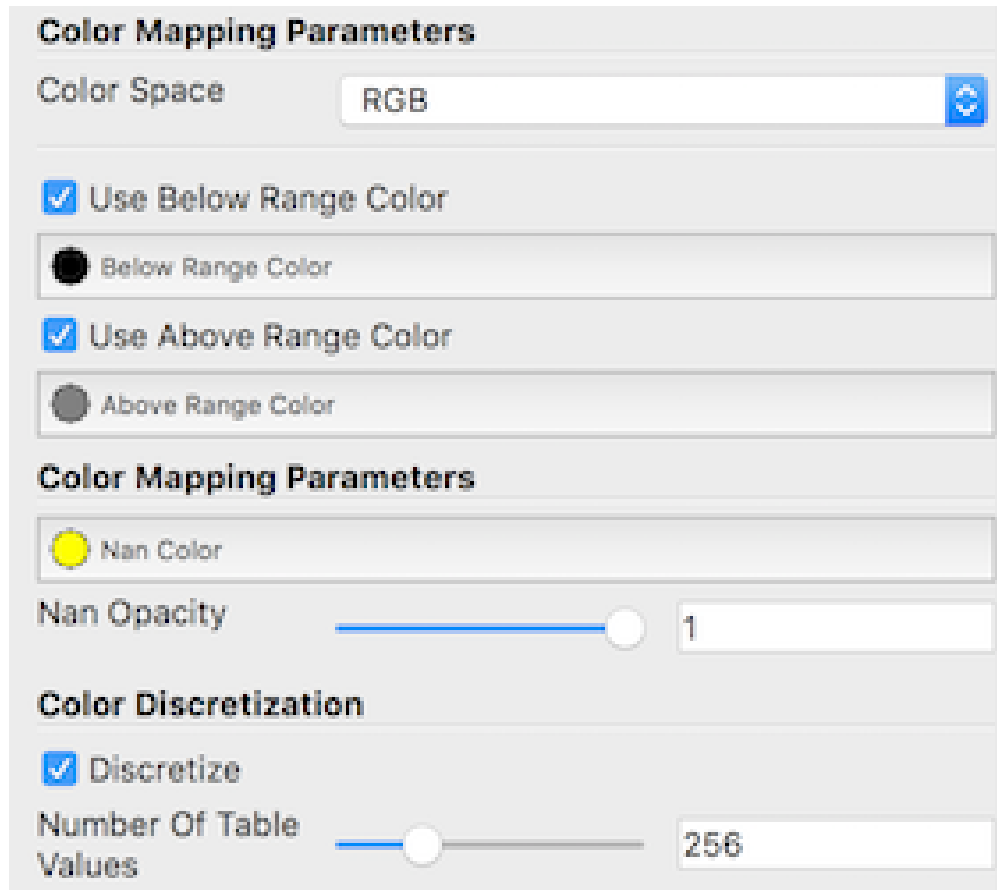 Color Mapping Parameters
Color Space RGB
Use Below Range Color
Below Range Color
Use Above Range Color
Above Range Color
Color Mapping Parameters
Nan Color
Nan Opacity 1
Color Discretization
Discretize
Number Of Table
Values 256